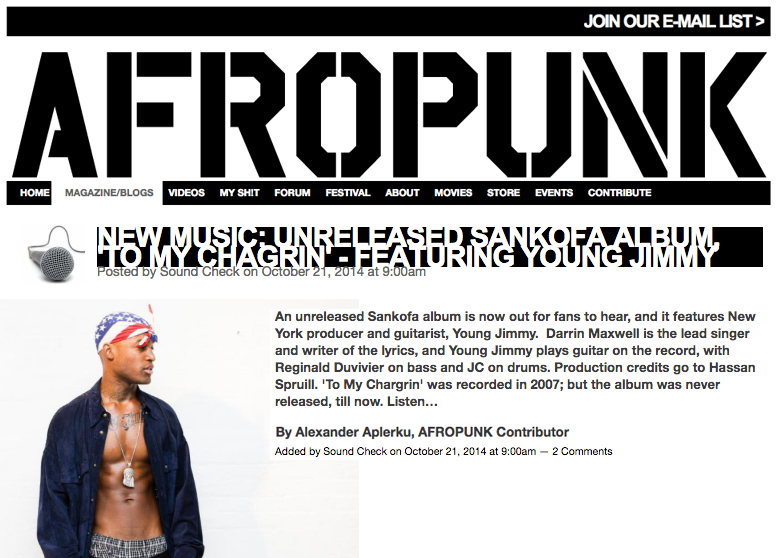 JOIN OUR E-MAIL LIST >
AFROPUNK
HOME MAGAZINE/BLOGS VIDEOS MY SH!T FORUM FESTIVAL ABOUT MOVIES STORE EVENTS CONTRIBUTE
NEW MUSIC: UNRELEASED SANKOFA ALBUM,
'TO MY CHAGRIN' - FEATURING YOUNG JIMMY
Posted by Sound Check on October 21, 2014 at 9:00am
An unreleased Sankofa album is now out for fans to hear, and it features New
York producer and guitarist, Young Jimmy.  Darrin Maxwell is the lead singer
and writer of the lyrics, and Young Jimmy plays guitar on the record, with
Reginald Duvivier on bass and JC on drums. Production credits go to Hassan
Spruill. 'To My Chargrin' was recorded in 2007; but the album was never
released, till now. Listen…
By Alexander Aplerku, AFROPUNK Contributor
Added by Sound Check on October 21, 2014 at 9:00am — 2 Comments